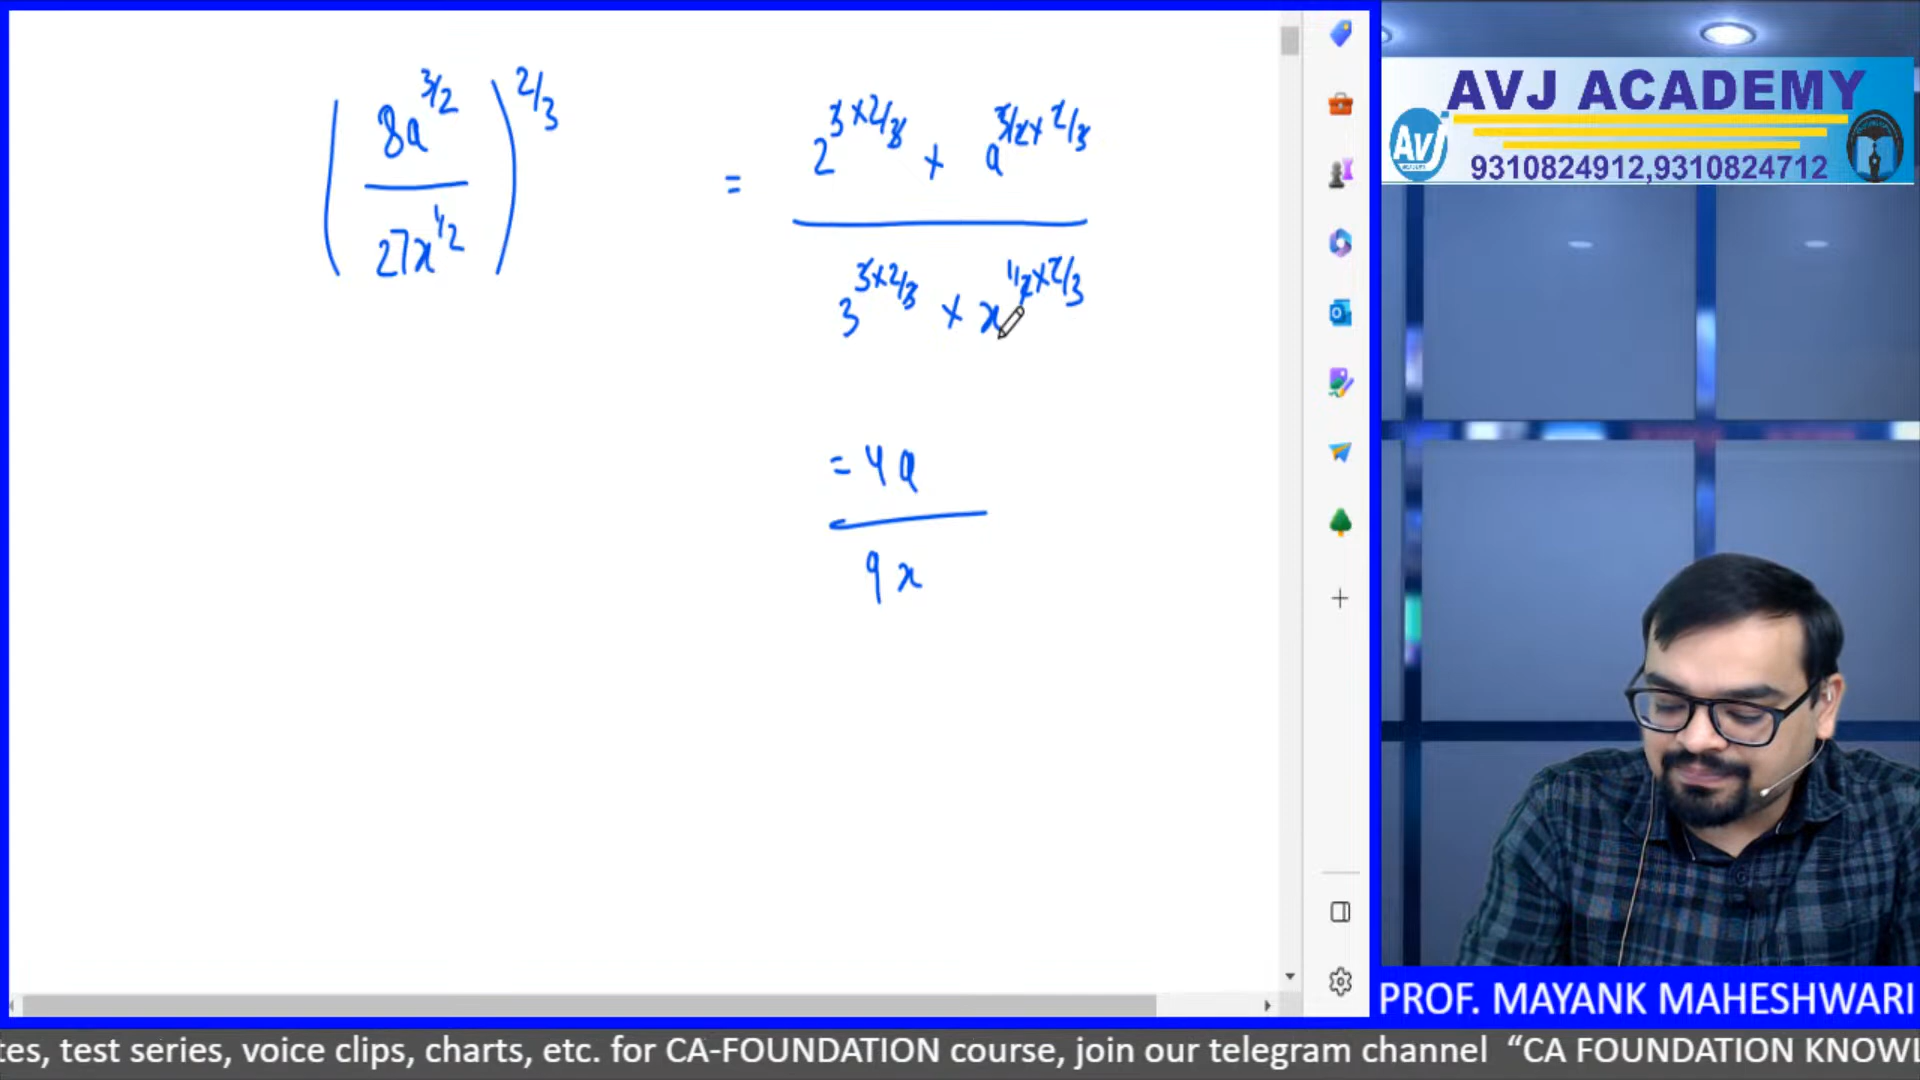 (8a^3/2 / 27x^1/2)^2/3 = 2^3×2/3 × a^3/2×2/3 / 3^3×2/3 × x^1/2×2/3
= 4a
9x
AVJ ACADEMY
AVJ
9310824912,9310824712
PROF. MAYANK MAHESHWARI
tes, test series, voice clips, charts, etc. for CA-FOUNDATION course, join our telegram channel "CA FOUNDATION KNOWL